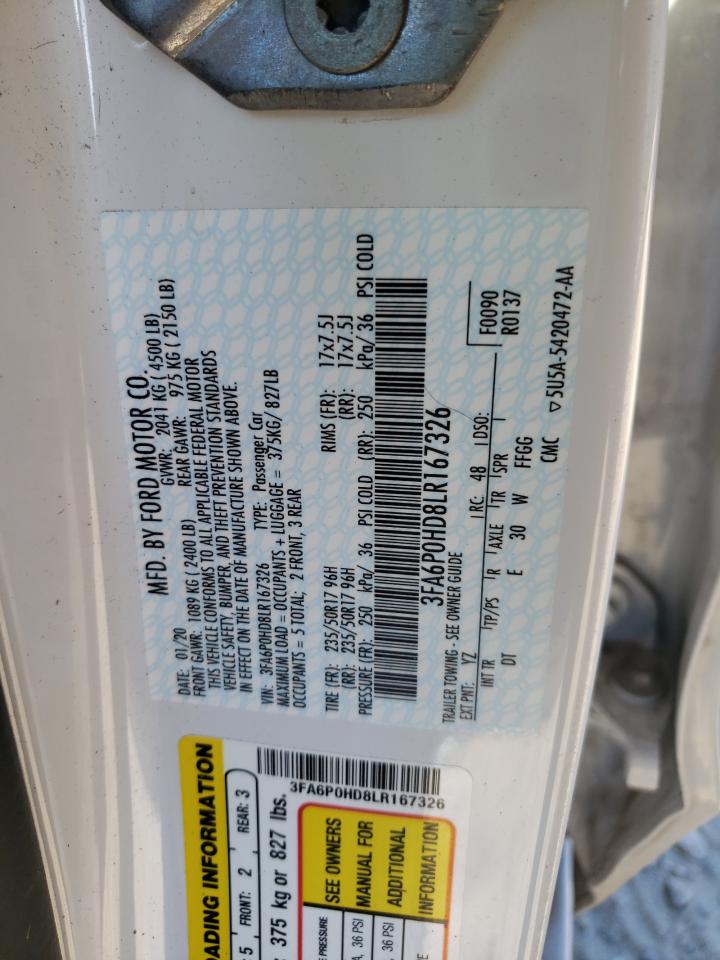 MFD. BY FORD MOTOR CO.
DATE: 01/20 GVWR: 2041 KG ( 4500 LB)
FRONT GAWR: 1089 KG ( 2400 LB) REAR GAWR: 975 KG ( 2150 LB)
THIS VEHICLE CONFORMS TO ALL APPLICABLE FEDERAL MOTOR
VEHICLE SAFETY, BUMPER, AND THEFT PREVENTION STANDARDS
IN EFFECT ON THE DATE OF MANUFACTURE SHOWN ABOVE.
VIN: 3FA6P0HD8LR167326 TYPE: Passenger Car
MAXIMUM LOAD = OCCUPANTS + LUGGAGE = 375KG/ 827LB
OCCUPANTS = 5 TOTAL; 2 FRONT, 3 REAR
TIRE (FR): 235/50R17 96H RIMS (FR): 17x7.5J
(RR): 235/50R17 96H (RR): 17x7.5J
PRESSURE (FR): 250 kPa/ 36 PSI COLD (RR): 250 kPa/ 36 PSI COLD
3FA6P0HD8LR167326
TRAILER TOWING - SEE OWNER GUIDE
EXT PNT: YZ RC: 48 DSO: F0090
R0137
INT TR TP/PS R AXLE TR SPR
DT E 30 W FFGG
CMC ▽ 5U5A-5420472-AA
ADING INFORMATION
5 FRONT: 2 REAR: 3
375 kg or 827 lbs.
3FA6P0HD8LR167326
PRESSURE
A, 36 PSI
, 36 PSI
SEE OWNERS
MANUAL FOR
ADDITIONAL
INFORMATION